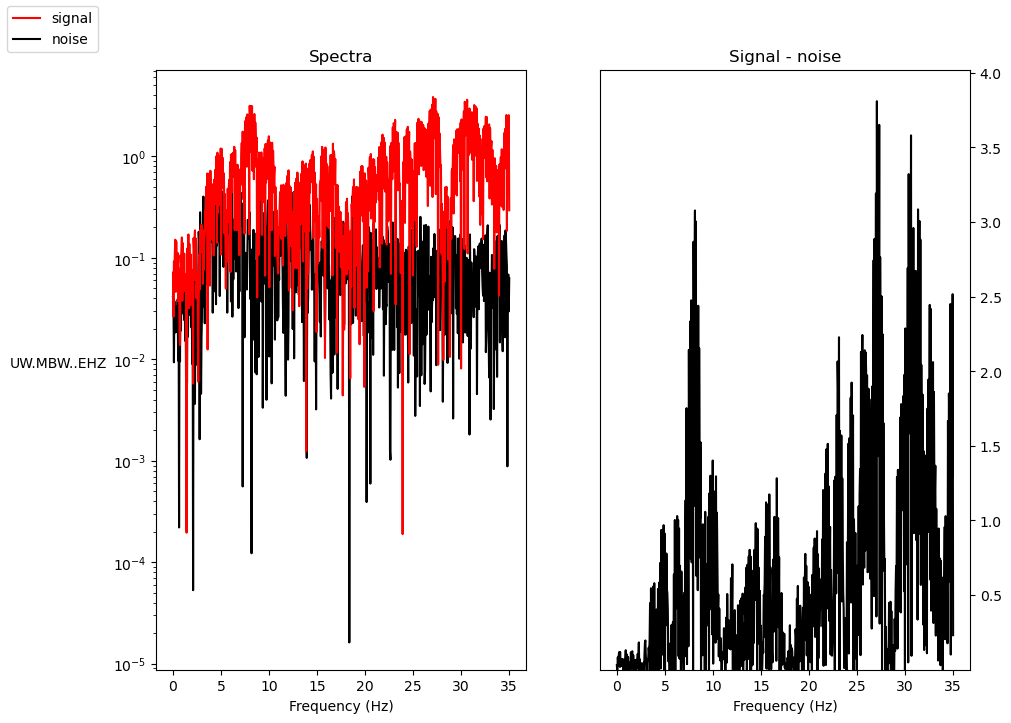 signal
noise
Spectra
Signal - noise
10⁰
10⁻¹
10⁻²
10⁻³
10⁻⁴
10⁻⁵
UW.MBW..EHZ
0 5 10 15 20 25 30 35
Frequency (Hz)
4.0
3.5
3.0
2.5
2.0
1.5
1.0
0.5
0 5 10 15 20 25 30 35
Frequency (Hz)